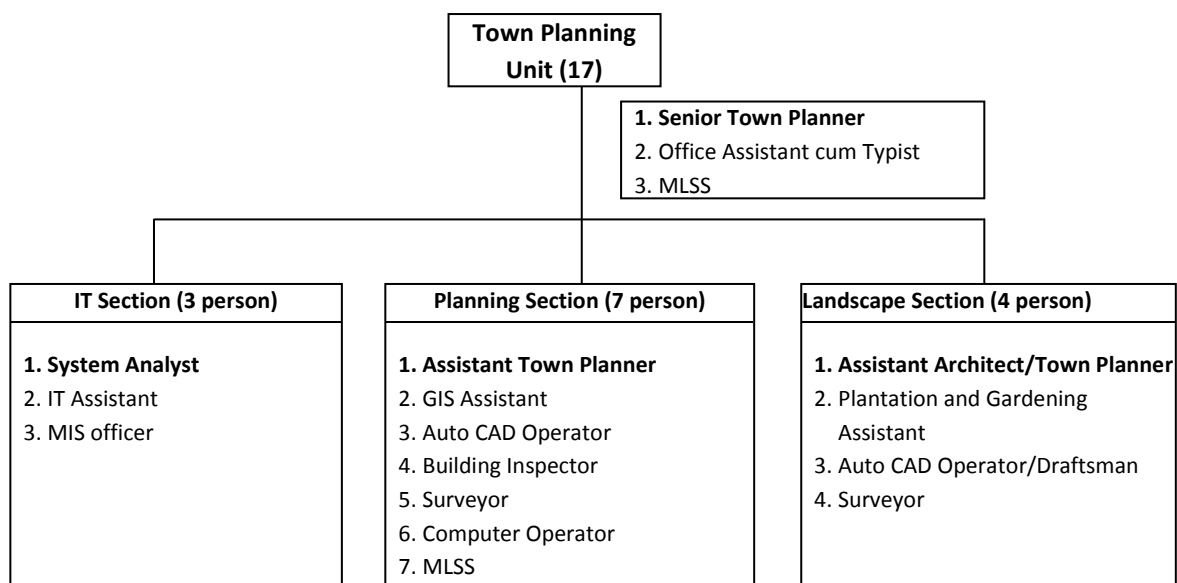 Town Planning
Unit (17)
1. Senior Town Planner
2. Office Assistant cum Typist
3. MLSS
IT Section (3 person)
1. System Analyst
2. IT Assistant
3. MIS officer
Planning Section (7 person)
1. Assistant Town Planner
2. GIS Assistant
3. Auto CAD Operator
4. Building Inspector
5. Surveyor
6. Computer Operator
7. MLSS
Landscape Section (4 person)
1. Assistant Architect/Town Planner
2. Plantation and Gardening
Assistant
3. Auto CAD Operator/Draftsman
4. Surveyor